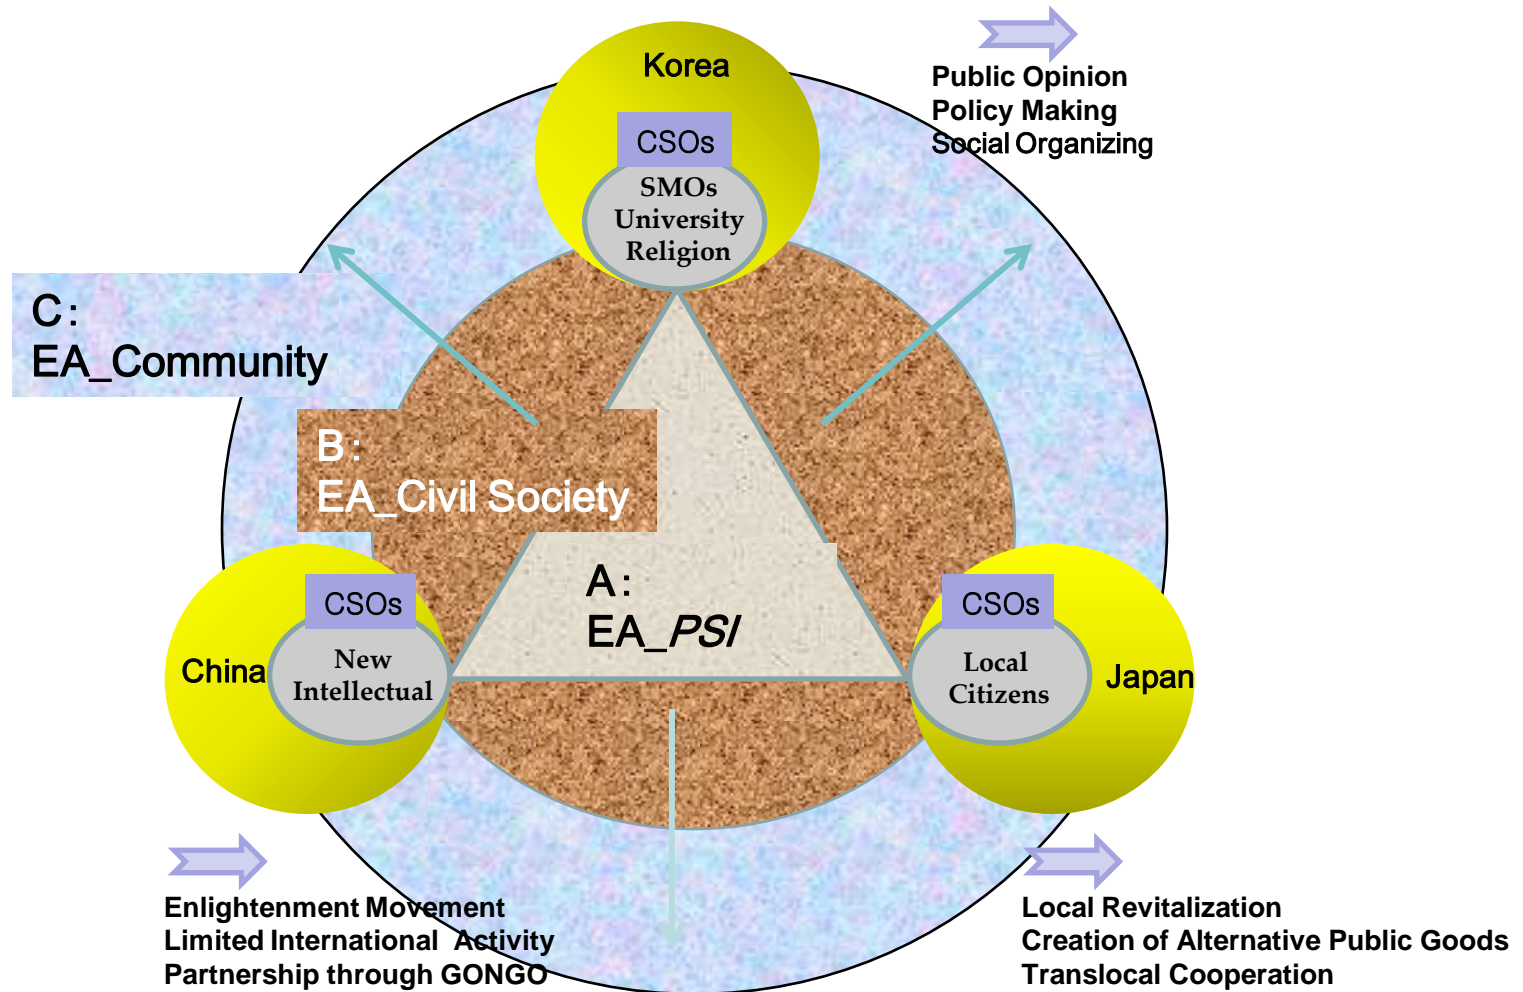 Korea
CSOs
SMOs
University
Religion
Public Opinion
Policy Making
Social Organizing
C:
EA_Community
B:
EA_Civil Society
A:
EA_PSI
China
CSOs
New
Intellectual
CSOs
Local
Citizens
Japan
Enlightenment Movement
Limited International Activity
Partnership through GONGO
Local Revitalization
Creation of Alternative Public Goods
Translocal Cooperation